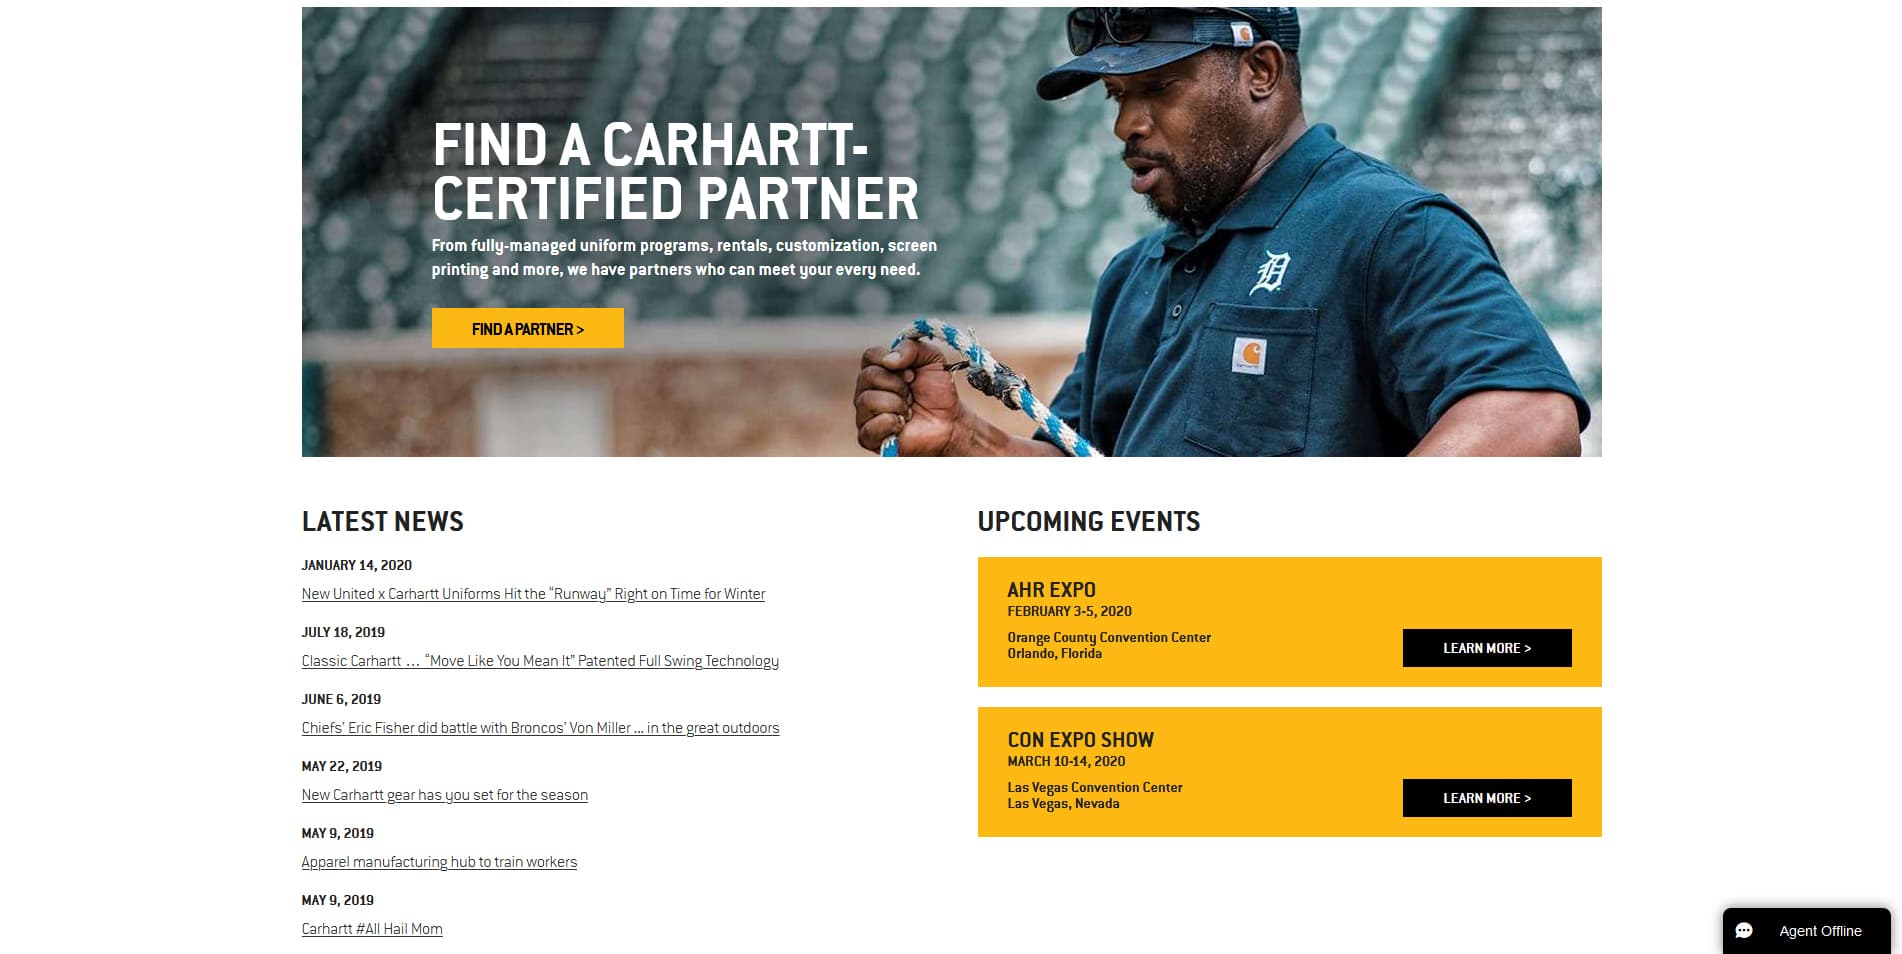 FIND A CARHARTT-
CERTIFIED PARTNER
From fully-managed uniform programs, rentals, customization, screen
printing and more, we have partners who can meet your every need.
FIND A PARTNER >
LATEST NEWS
JANUARY 14, 2020
New United x Carhartt Uniforms Hit the “Runway” Right on Time for Winter
JULY 18, 2019
Classic Carhartt … “Move Like You Mean It” Patented Full Swing Technology
JUNE 6, 2019
Chiefs’ Eric Fisher did battle with Broncos’ Von Miller ... in the great outdoors
MAY 22, 2019
New Carhartt gear has you set for the season
MAY 9, 2019
Apparel manufacturing hub to train workers
MAY 9, 2019
Carhartt #All Hail Mom
UPCOMING EVENTS
AHR EXPO
FEBRUARY 3-5, 2020
Orange County Convention Center
Orlando, Florida
LEARN MORE >
CON EXPO SHOW
MARCH 10-14, 2020
Las Vegas Convention Center
Las Vegas, Nevada
LEARN MORE >
Agent Offline
D
carhartt